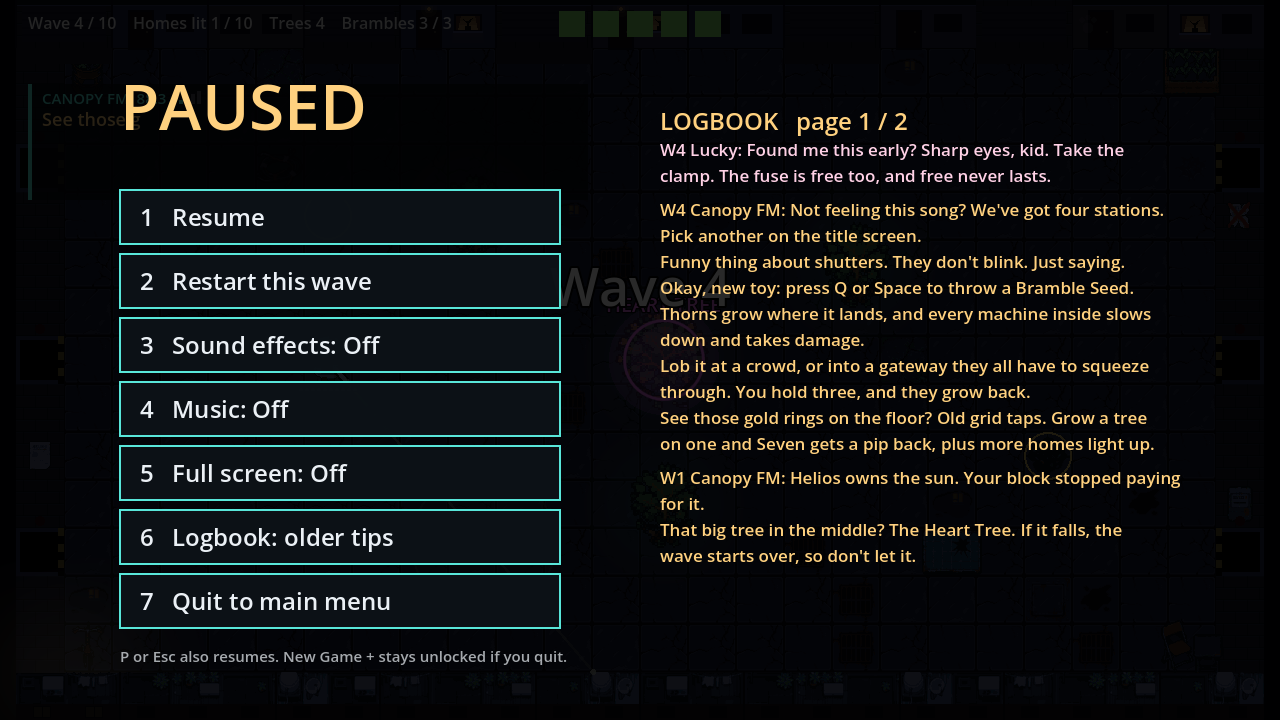 Wave 4 / 10 Homes lit 1 / 10 Trees 4 Brambles 3 / 3
CANOPY FM
See those
PAUSED
1 Resume
2 Restart this wave
3 Sound effects: Off
4 Music: Off
5 Full screen: Off
6 Logbook: older tips
7 Quit to main menu
P or Esc also resumes. New Game + stays unlocked if you quit.
Wave 4
HEART TREE
LOGBOOK page 1 / 2
W4 Lucky: Found me this early? Sharp eyes, kid. Take the
clamp. The fuse is free too, and free never lasts.
W4 Canopy FM: Not feeling this song? We've got four stations.
Pick another on the title screen.
Funny thing about shutters. They don't blink. Just saying.
Okay, new toy: press Q or Space to throw a Bramble Seed.
Thorns grow where it lands, and every machine inside slows
down and takes damage.
Lob it at a crowd, or into a gateway they all have to squeeze
through. You hold three, and they grow back.
See those gold rings on the floor? Old grid taps. Grow a tree
on one and Seven gets a pip back, plus more homes light up.
W1 Canopy FM: Helios owns the sun. Your block stopped paying
for it.
That big tree in the middle? The Heart Tree. If it falls, the
wave starts over, so don't let it.